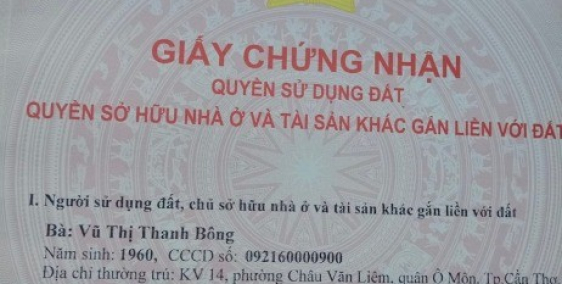 GIẤY CHỨNG NHẬN
QUYỀN SỬ DỤNG ĐẤT
QUYỀN SỞ HỮU NHÀ Ở VÀ TÀI SẢN KHÁC GẮN LIỀN VỚI ĐẤT
I. Người sử dụng đất, chủ sở hữu nhà ở và tài sản khác gắn liền với đất
Bà: Vũ Thị Thanh Bông
Năm sinh: 1960, CCCD số: 092160000900
Địa chỉ thường trú: KV 14, phường Châu Văn Liêm, quận Ô Môn, Tp.Cần Thơ